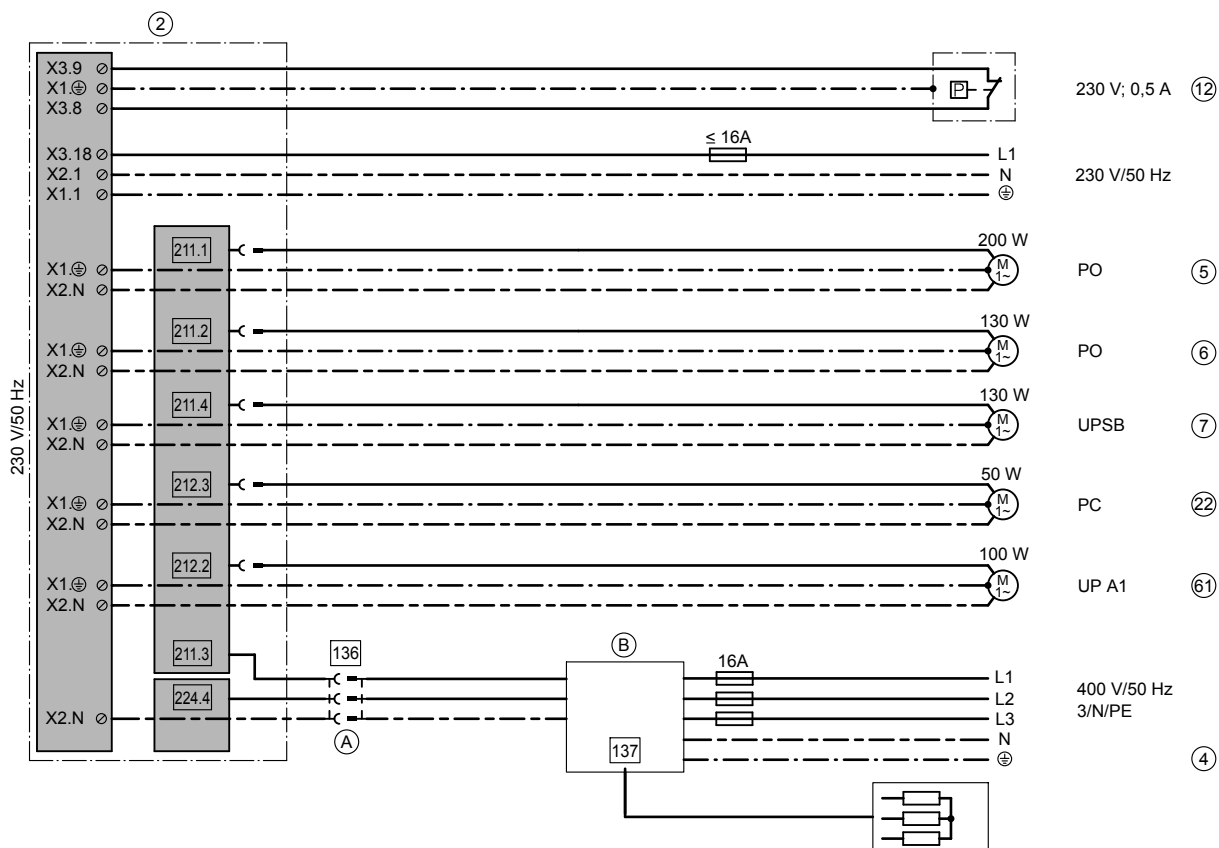 2
X3.9
X1.⏚
X3.8
P
230 V; 0,5 A
12
≤ 16A
X3.18
L1
X2.1
N
230 V/50 Hz
X1.1
⏚
211.1
200 W
X1.⏚
M
1~
PO
5
X2.N
211.2
130 W
X1.⏚
M
1~
PO
6
X2.N
211.4
130 W
X1.⏚
M
1~
UPSB
7
X2.N
230 V/50 Hz
212.3
50 W
X1.⏚
M
1~
PC
22
X2.N
212.2
100 W
X1.⏚
M
1~
UP A1
61
X2.N
211.3
136
B
16A
L1
224.4
L2
400 V/50 Hz
3/N/PE
X2.N
L3
A
137
N
⏚
4